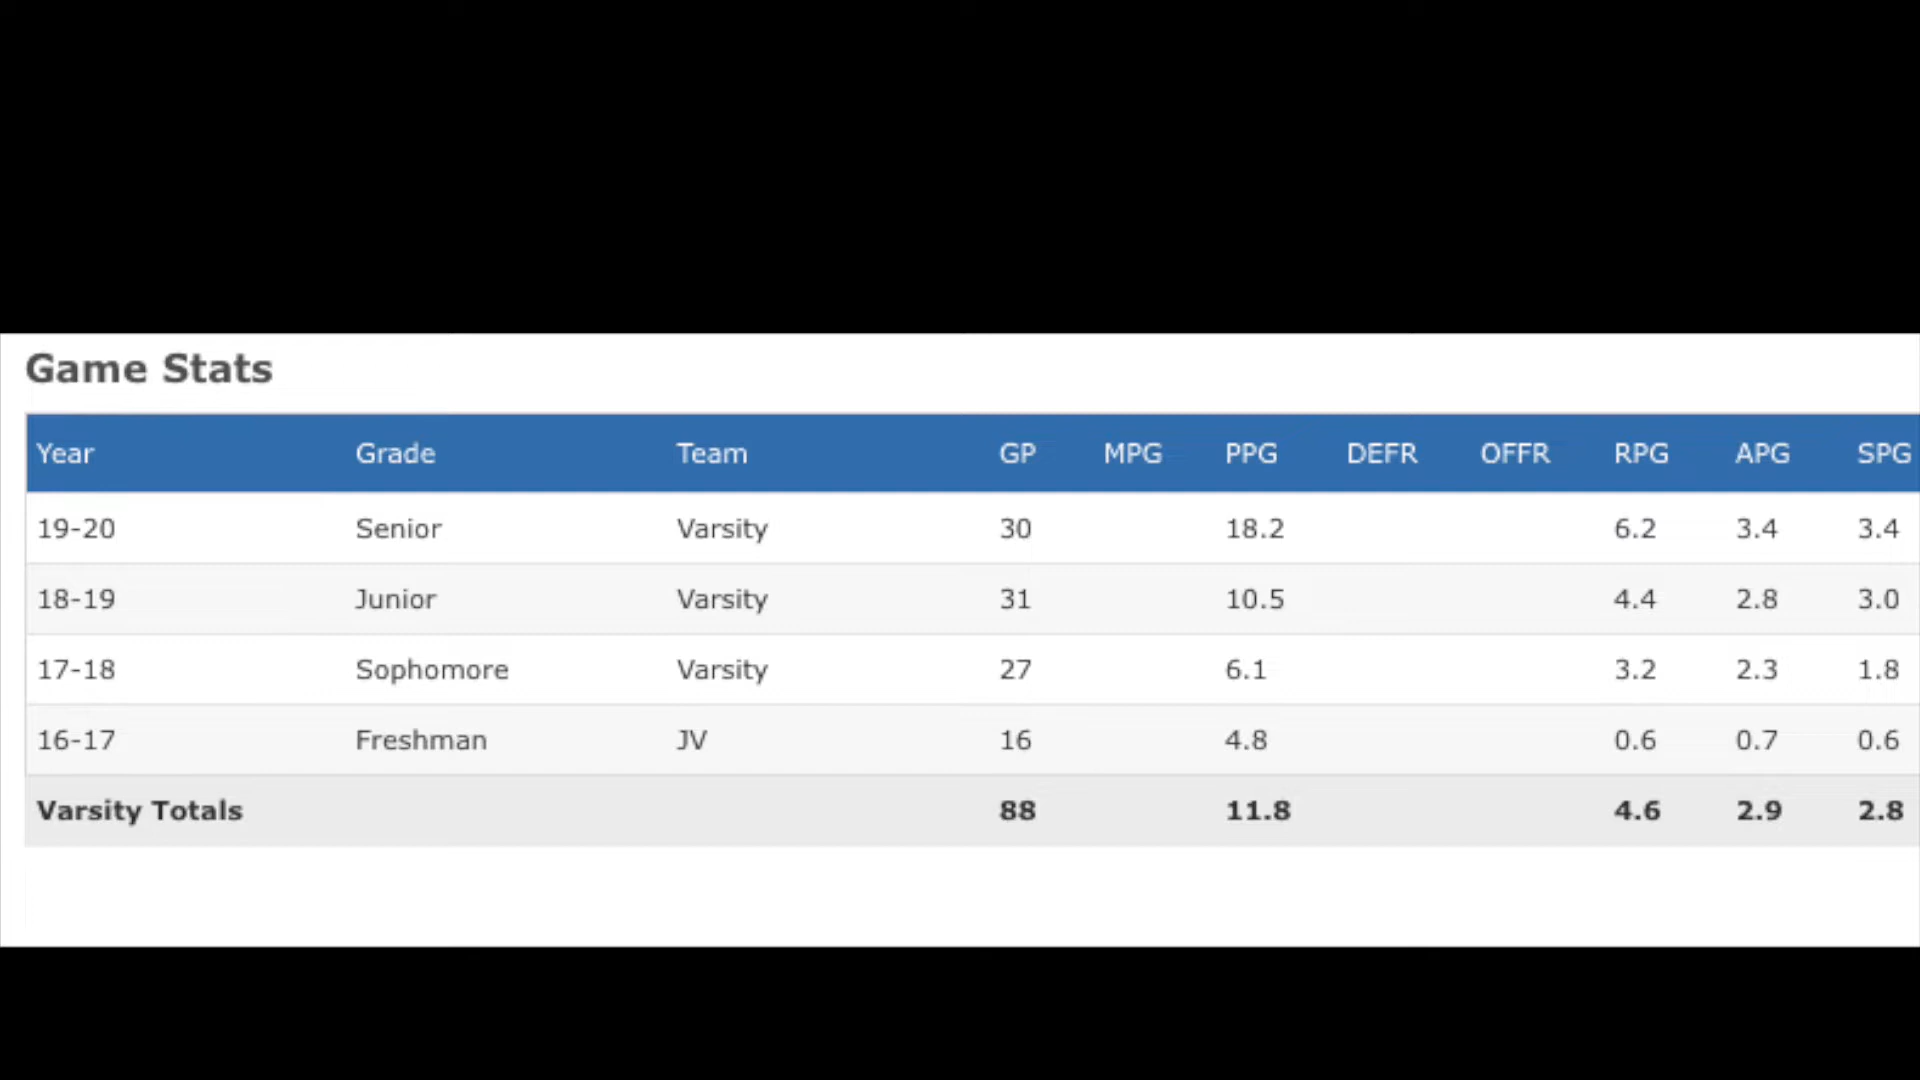 Game Stats
Year Grade Team GP MPG PPG DEFR OFFR RPG APG SPG
19-20 Senior Varsity 30 18.2 6.2 3.4 3.4
18-19 Junior Varsity 31 10.5 4.4 2.8 3.0
17-18 Sophomore Varsity 27 6.1 3.2 2.3 1.8
16-17 Freshman JV 16 4.8 0.6 0.7 0.6
Varsity Totals 88 11.8 4.6 2.9 2.8